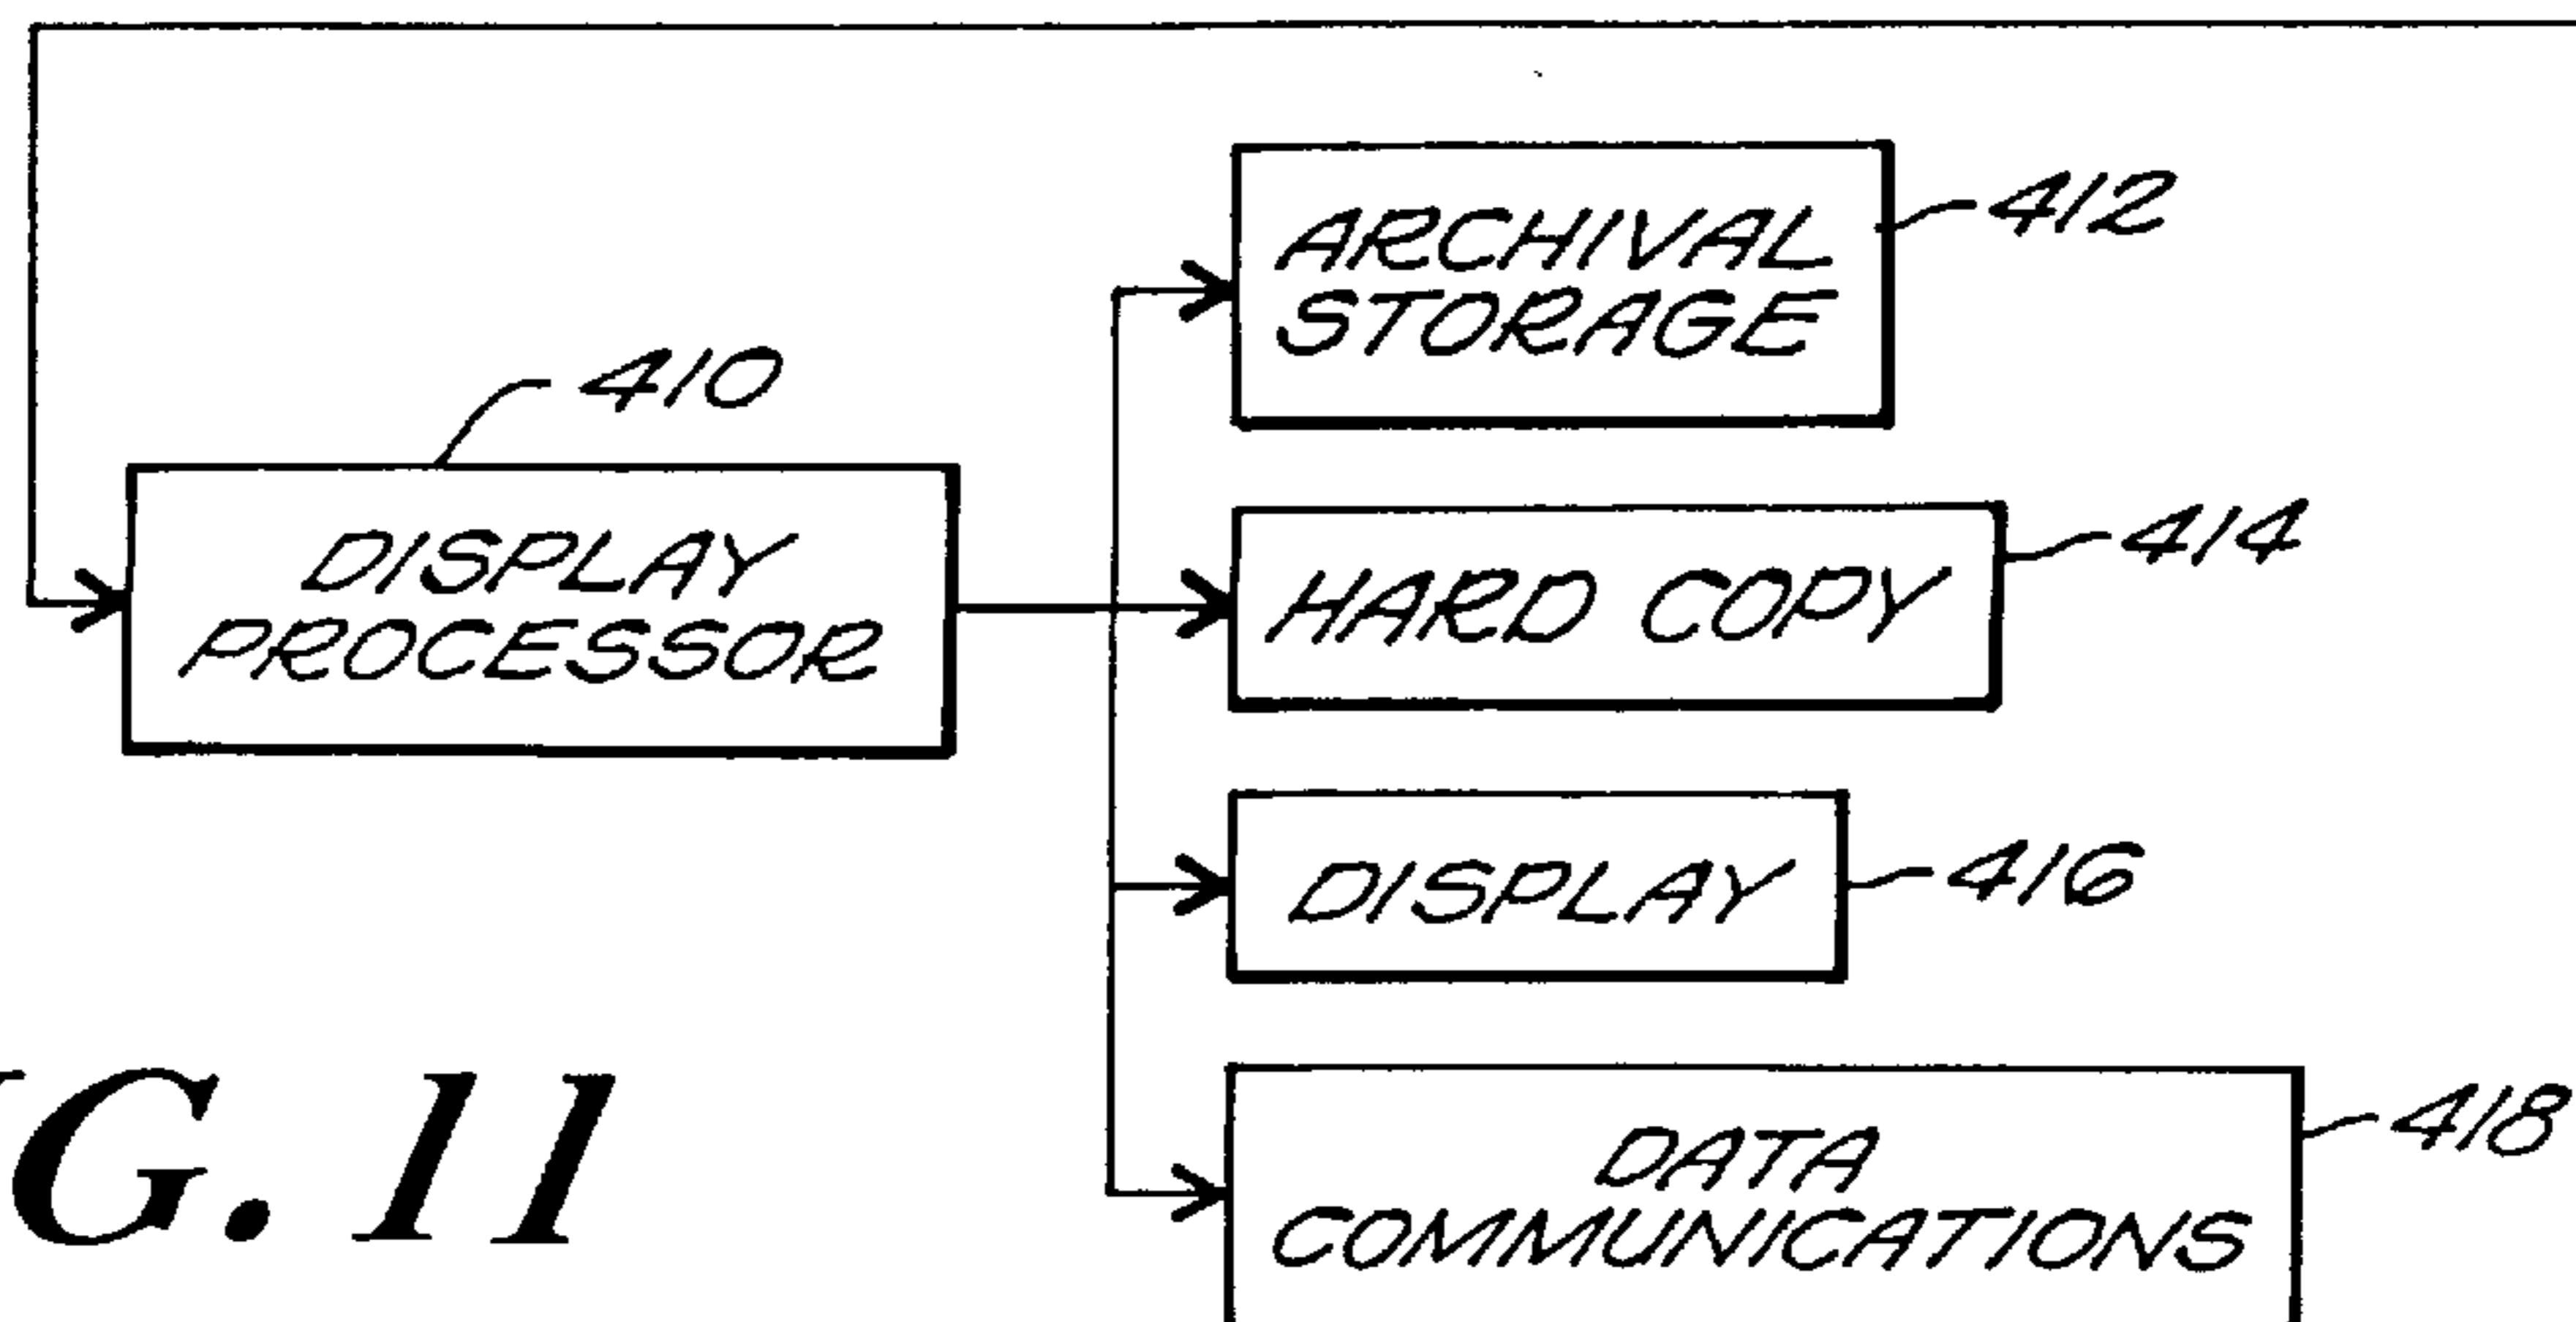 412
ARCHIVAL
STORAGE
410
414
DISPLAY
PROCESSOR
HARD COPY
416
DISPLAY
418
DATA
COMMUNICATIONS
G. 11